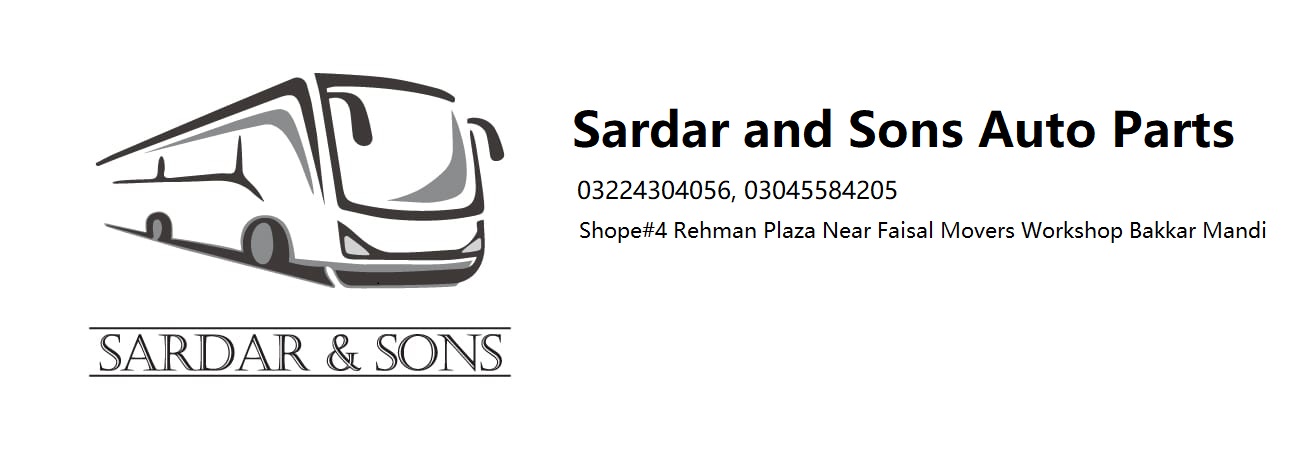 Sardar and Sons Auto Parts
03224304056, 03045584205
Shope#4 Rehman Plaza Near Faisal Movers Workshop Bakkar Mandi
SARDAR & SONS